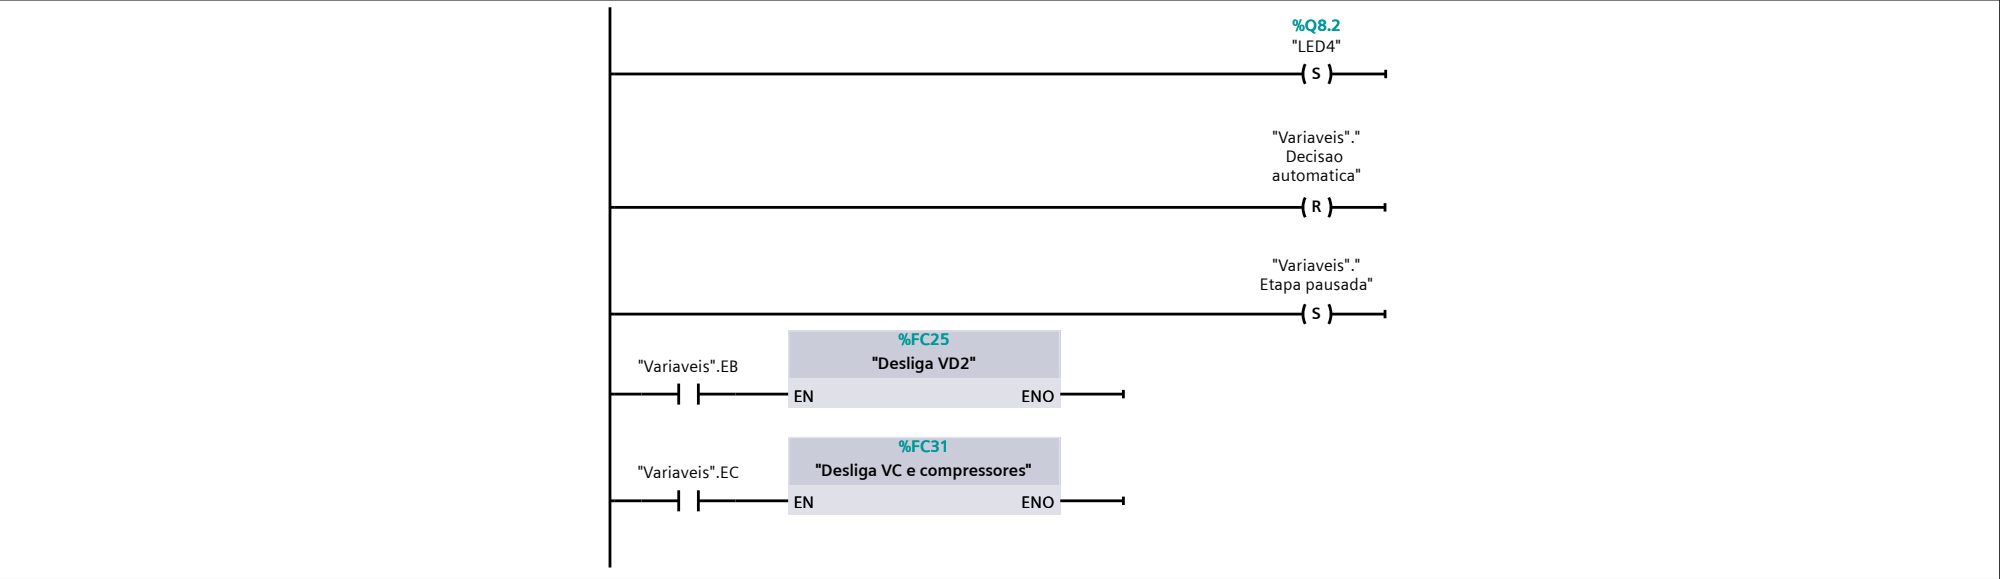 %Q8.2
"LED4"
( S )
"Variaveis"."
Decisao
automatica"
( R )
"Variaveis"."
Etapa pausada"
( S )
%FC25
"Desliga VD2"
"Variaveis".EB
EN ENO
%FC31
"Desliga VC e compressores"
"Variaveis".EC
EN ENO